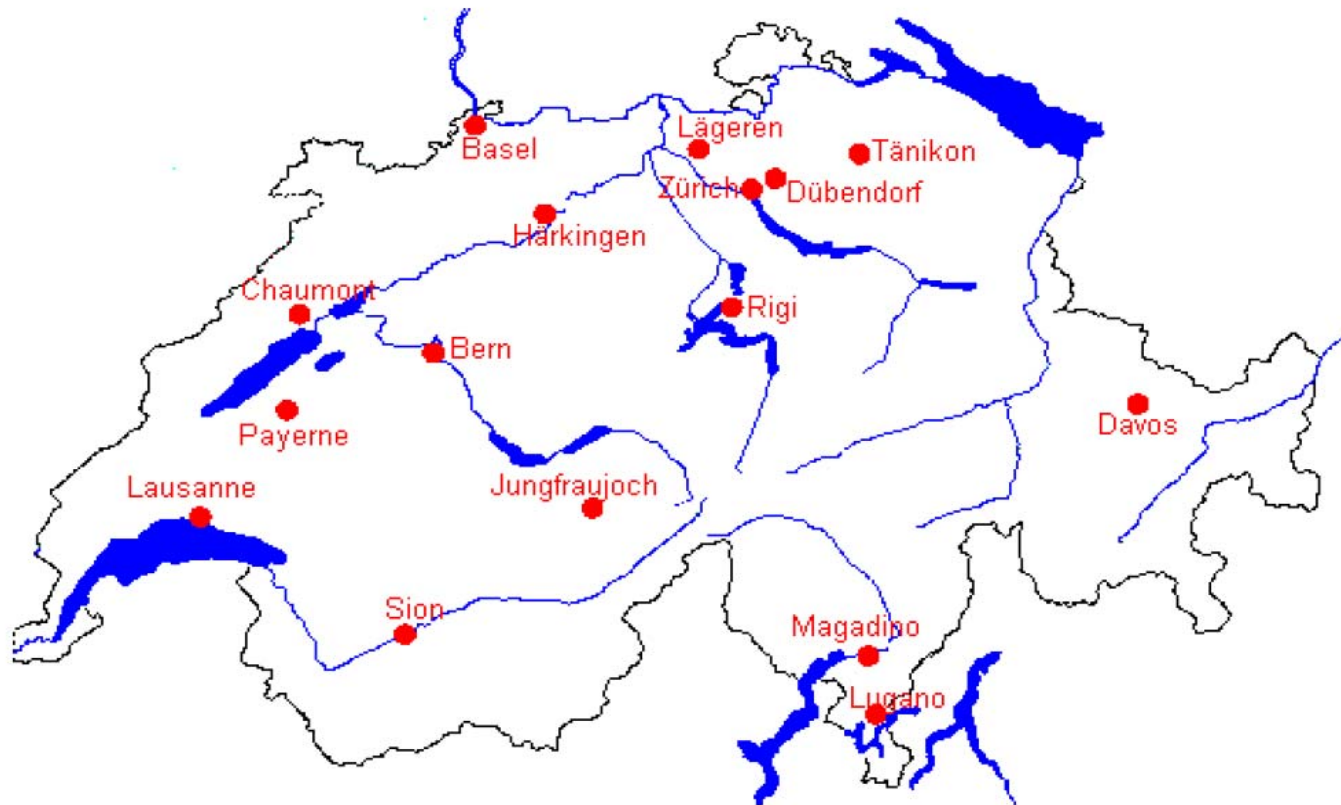 Lägeren
Basel
Tänikon
Zürich
Dübendorf
Härkingen
Chaumont
Rigi
Bern
Payerne
Davos
Lausanne
Jungfraujoch
Sion
Magadino
Lugano